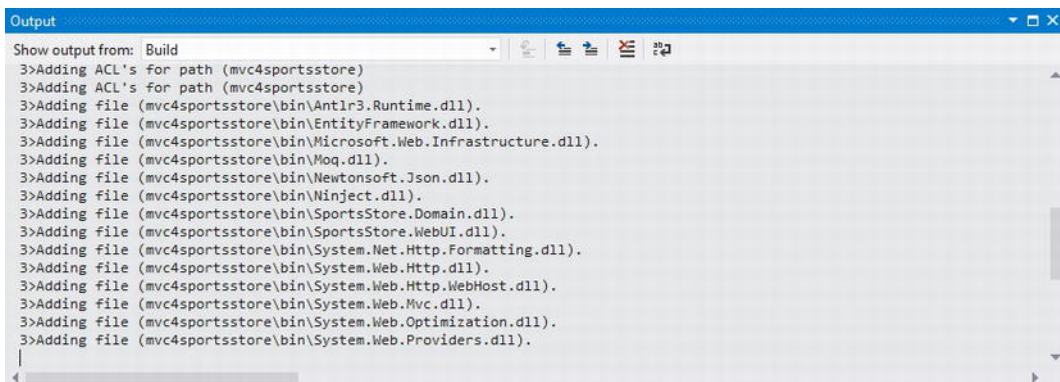 Output
Show output from: Build
3>Adding ACL's for path (mvc4sportsstore)
3>Adding ACL's for path (mvc4sportsstore)
3>Adding file (mvc4sportsstore\bin\Antlr3.Runtime.dll).
3>Adding file (mvc4sportsstore\bin\EntityFramework.dll).
3>Adding file (mvc4sportsstore\bin\Microsoft.Web.Infrastructure.dll).
3>Adding file (mvc4sportsstore\bin\Moq.dll).
3>Adding file (mvc4sportsstore\bin\Newtonsoft.Json.dll).
3>Adding file (mvc4sportsstore\bin\Ninject.dll).
3>Adding file (mvc4sportsstore\bin\SportsStore.Domain.dll).
3>Adding file (mvc4sportsstore\bin\SportsStore.WebUI.dll).
3>Adding file (mvc4sportsstore\bin\System.Net.Http.Formatting.dll).
3>Adding file (mvc4sportsstore\bin\System.Web.Http.dll).
3>Adding file (mvc4sportsstore\bin\System.Web.Http.WebHost.dll).
3>Adding file (mvc4sportsstore\bin\System.Web.Mvc.dll).
3>Adding file (mvc4sportsstore\bin\System.Web.Optimization.dll).
3>Adding file (mvc4sportsstore\bin\System.Web.Providers.dll).